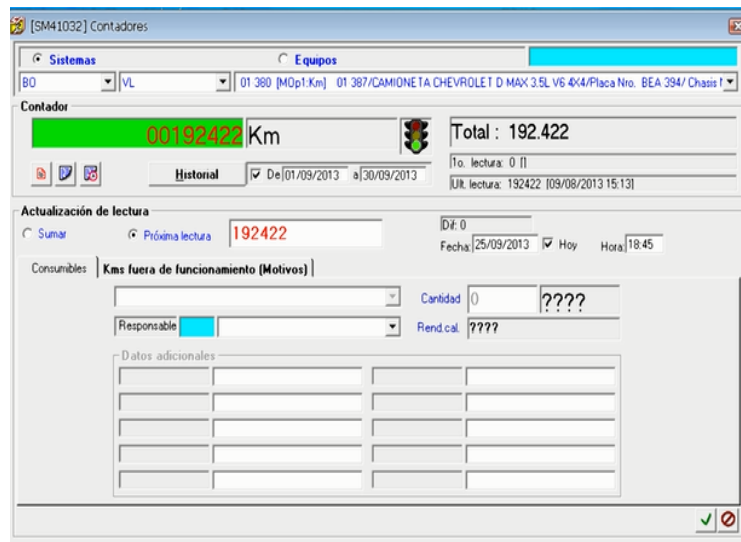 [SM41032] Contadores
Sistemas Equipos
BO VL 01 380 [MOp1:Km] 01 387/CAMIONETA CHEVROLET D MAX 3.5L V6 4X4/Placa Nro. BEA 394/ Chasis
Contador
00192422 Km Total : 192.422
1o. lectura: 0 []
Historial De 01/09/2013 a 30/09/2013
Ult. lectura: 192422 [09/08/2013 15:13]
Actualización de lectura
Sumar Próxima lectura 192422 Dif: 0
Fecha: 25/09/2013 Hoy Hora: 18:45
Consumibles Kms fuera de funcionamiento (Motivos)
Cantidad 0 ????
Responsable Rend.cal. ????
Datos adicionales